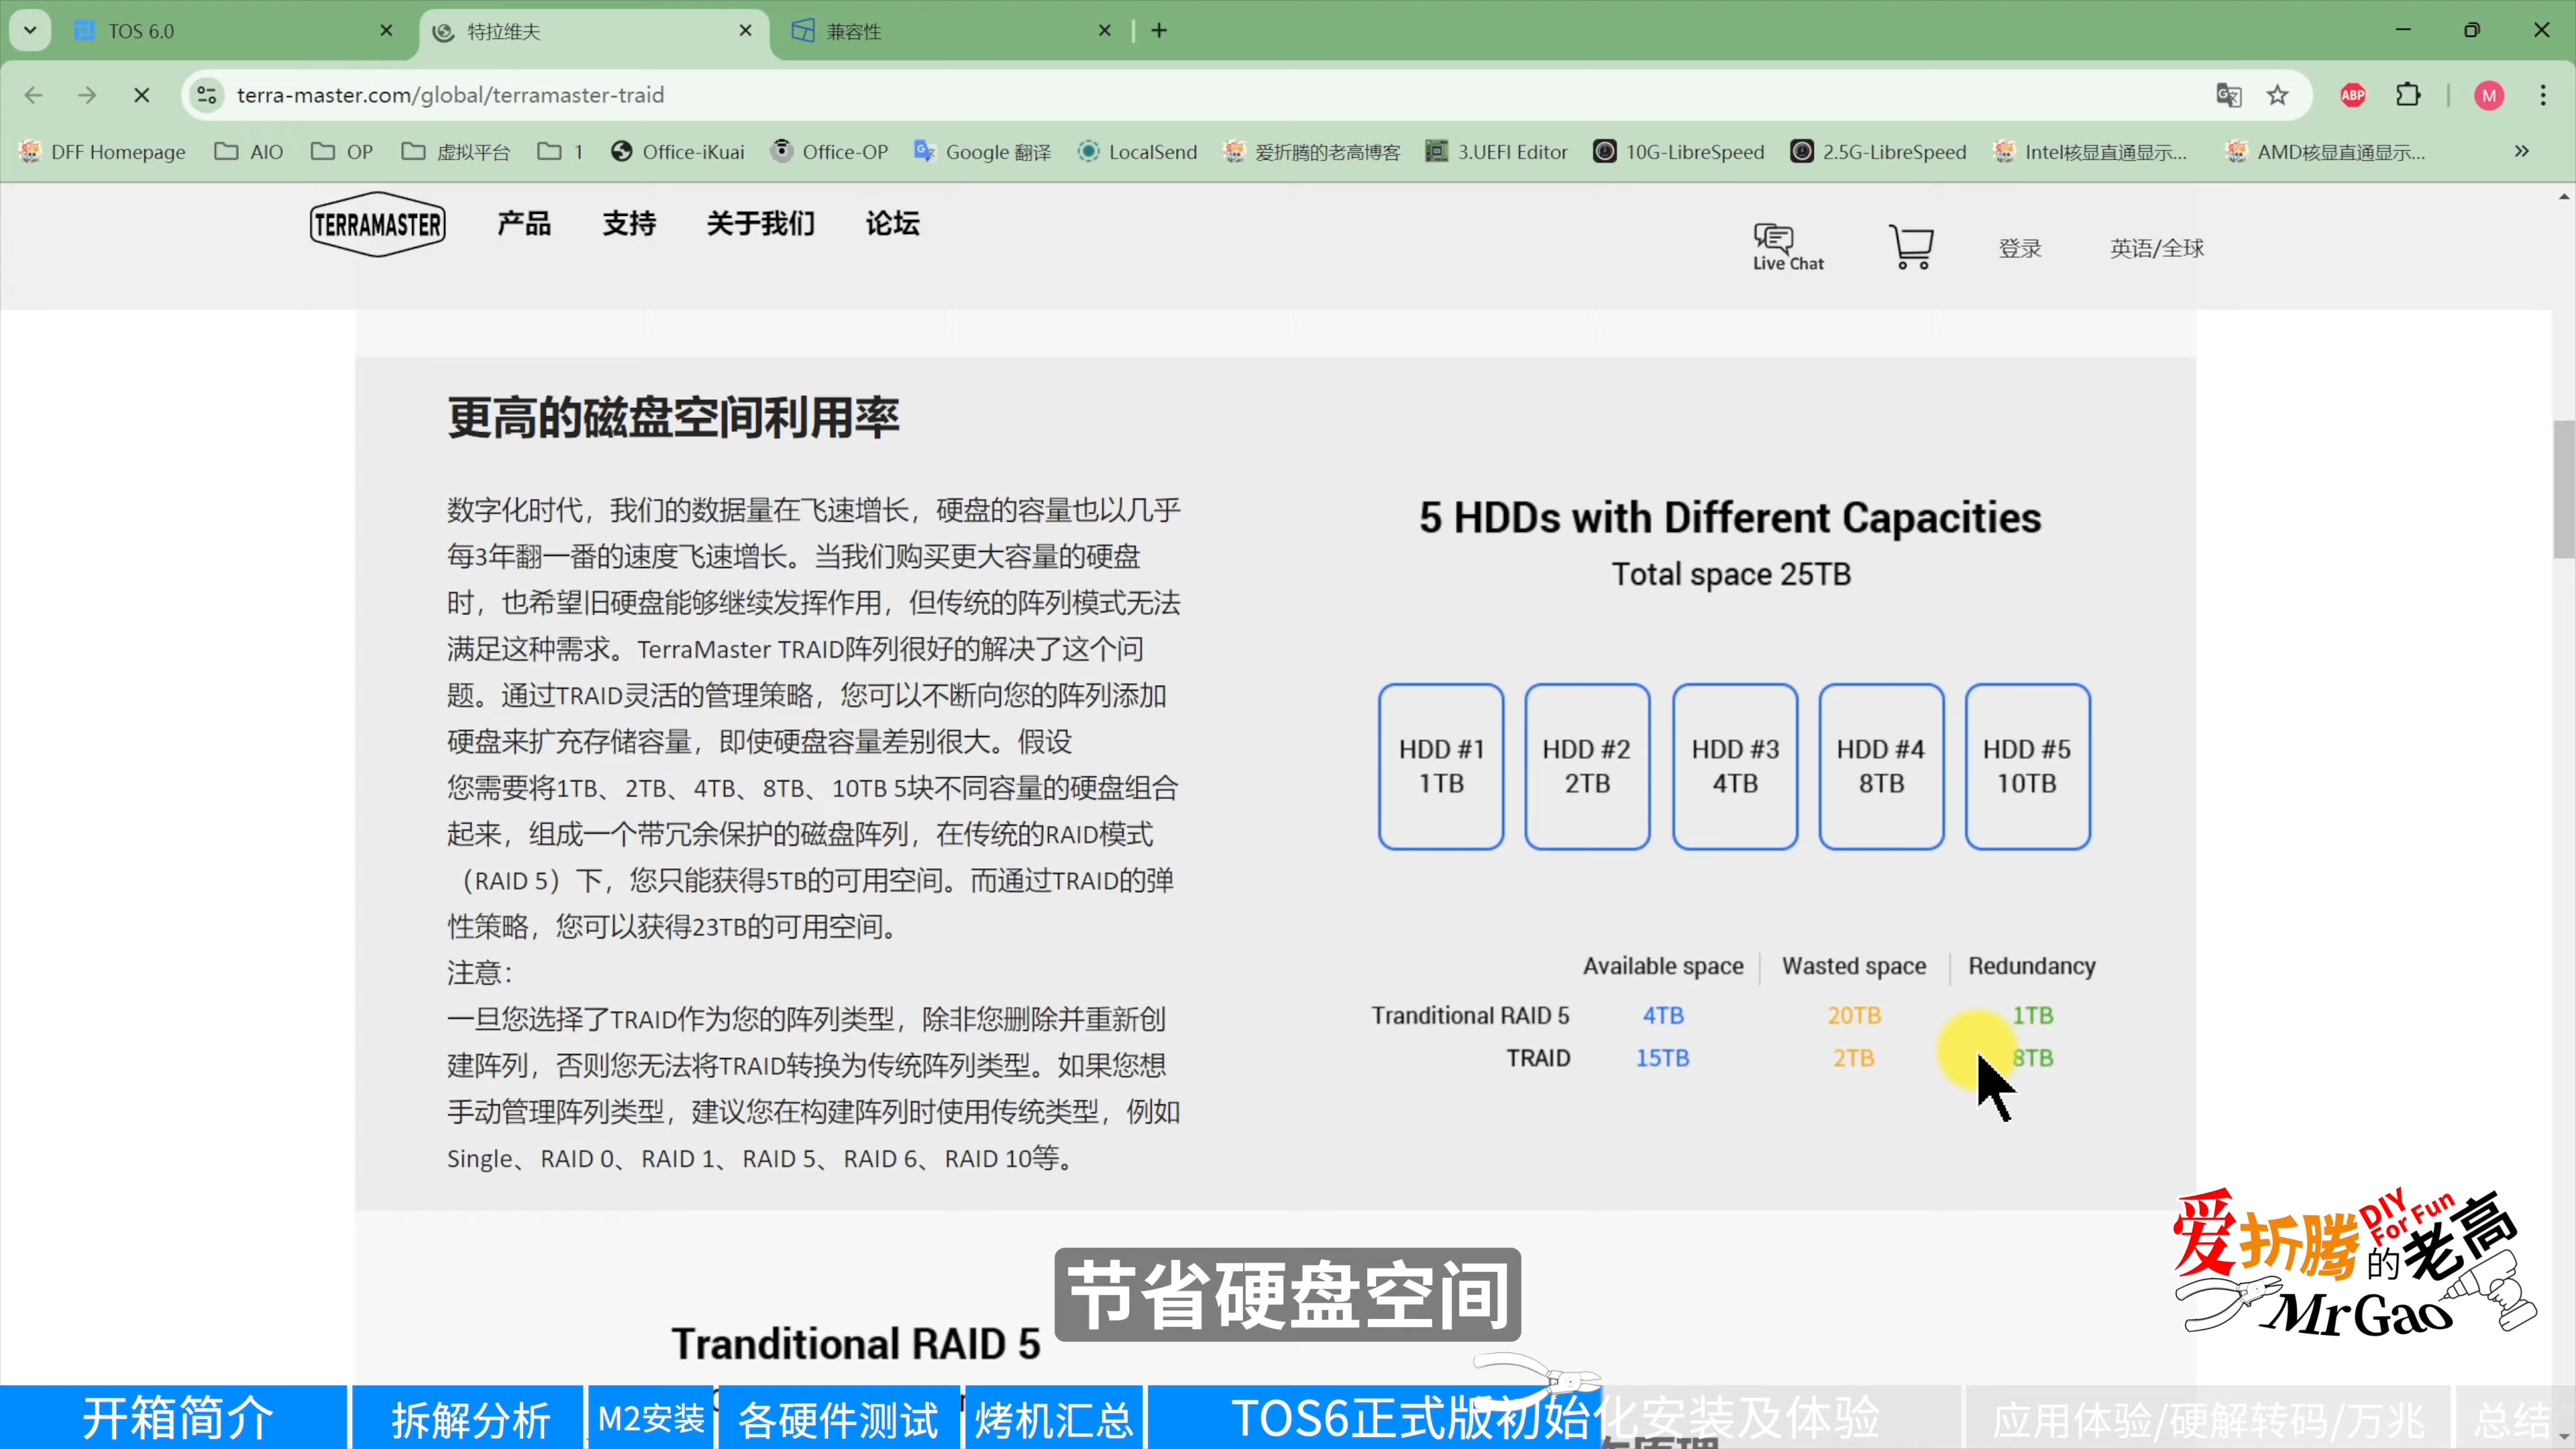 TOS 6.0
特拉维夫
兼容性
terra-master.com/global/terramaster-traid
ABP
M
DFF Homepage
AIO
OP
虚拟平台
1
Office-iKuai
Office-OP
Google 翻译
LocalSend
爱折腾的老高博客
3.UEFI Editor
10G-LibreSpeed
2.5G-LibreSpeed
Intel核显直通显示...
AMD核显直通显示...
TERRAMASTER
产品
支持
关于我们
论坛
Live Chat
登录
英语/全球
更高的磁盘空间利用率
数字化时代，我们的数据量在飞速增长，硬盘的容量也以几乎
每3年翻一番的速度飞速增长。当我们购买更大容量的硬盘
时，也希望旧硬盘能够继续发挥作用，但传统的阵列模式无法
满足这种需求。TerraMaster TRAID阵列很好的解决了这个问
题。通过TRAID灵活的管理策略，您可以不断向您的阵列添加
硬盘来扩充存储容量，即使硬盘容量差别很大。假设
您需要将1TB、2TB、4TB、8TB、10TB 5块不同容量的硬盘组合
起来，组成一个带冗余保护的磁盘阵列，在传统的RAID模式
（RAID 5）下，您只能获得5TB的可用空间。而通过TRAID的弹
性策略，您可以获得23TB的可用空间。
注意：
一旦您选择了TRAID作为您的阵列类型，除非您删除并重新创
建阵列，否则您无法将TRAID转换为传统阵列类型。如果您想
手动管理阵列类型，建议您在构建阵列时使用传统类型，例如
Single、RAID 0、RAID 1、RAID 5、RAID 6、RAID 10等。
5 HDDs with Different Capacities
Total space 25TB
HDD #1
1TB
HDD #2
2TB
HDD #3
4TB
HDD #4
8TB
HDD #5
10TB
Available space
Wasted space
Redundancy
Tranditional RAID 5
4TB
20TB
1TB
TRAID
15TB
2TB
8TB
爱折腾的老高
DIY For Fun
MrGao
节省硬盘空间
Tranditional RAID 5
开箱简介
拆解分析
M2安装
各硬件测试
烤机汇总
TOS6正式版初始化安装及体验
应用体验/硬解转码/万兆
总结